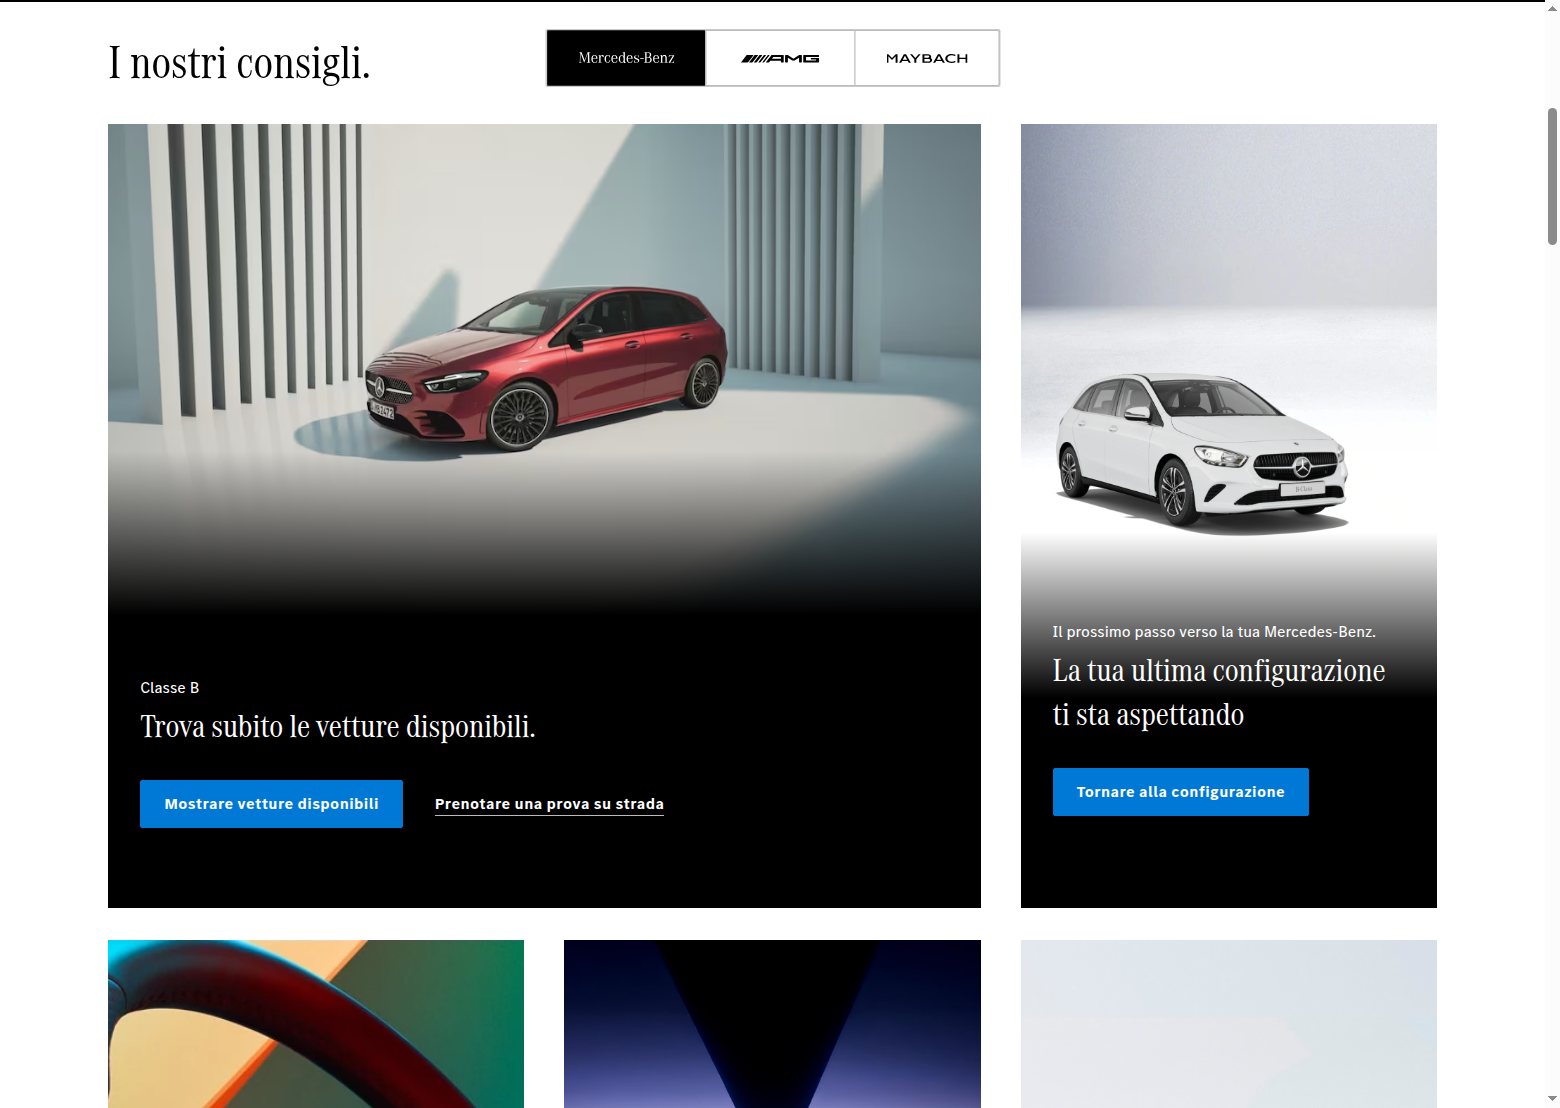 I nostri consigli.
Mercedes-Benz
AMG
MAYBACH
Classe B
Trova subito le vetture disponibili.
Mostrare vetture disponibili
Prenotare una prova su strada
Il prossimo passo verso la tua Mercedes-Benz.
La tua ultima configurazione
ti sta aspettando
Tornare alla configurazione